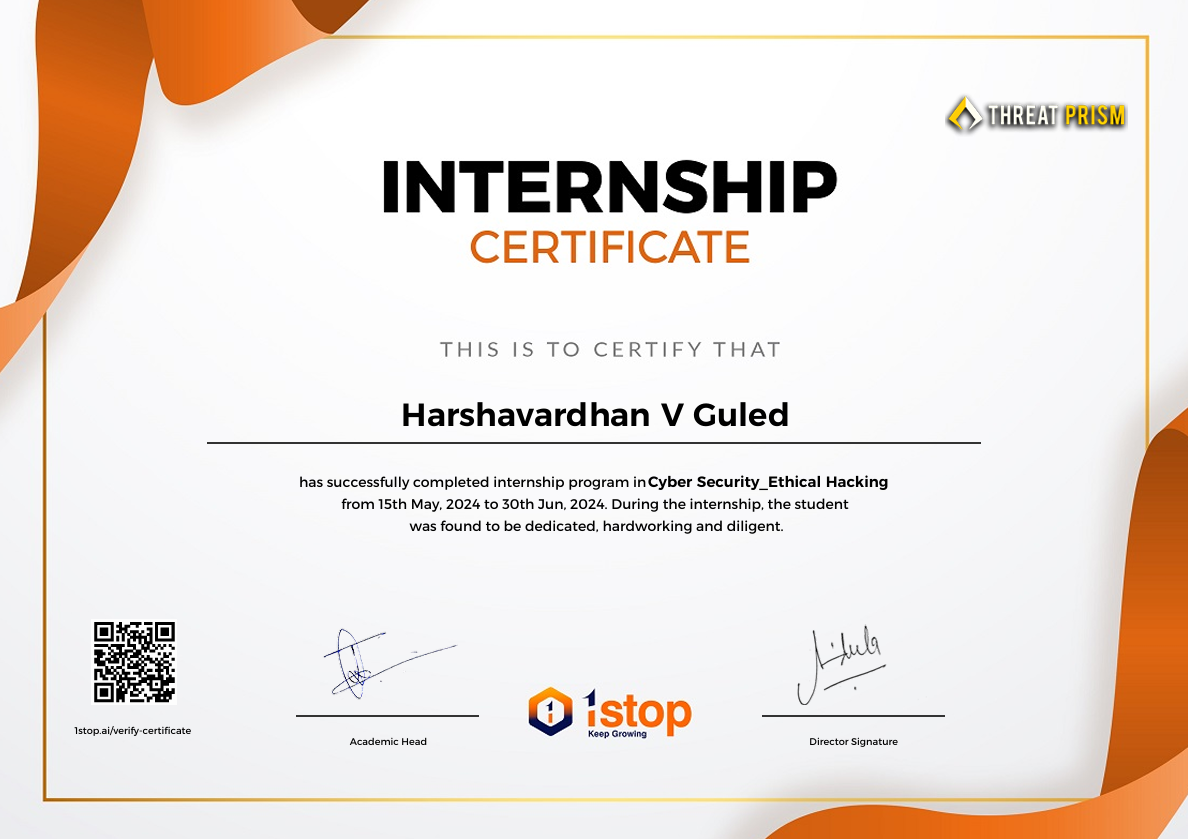 THREAT PRISM
INTERNSHIP
CERTIFICATE
THIS IS TO CERTIFY THAT
Harshavardhan V Guled
has successfully completed internship program in Cyber Security_Ethical Hacking
from 15th May, 2024 to 30th Jun, 2024. During the internship, the student
was found to be dedicated, hardworking and diligent.
1stop.ai/verify-certificate
Academic Head
1stop
Keep Growing
Director Signature